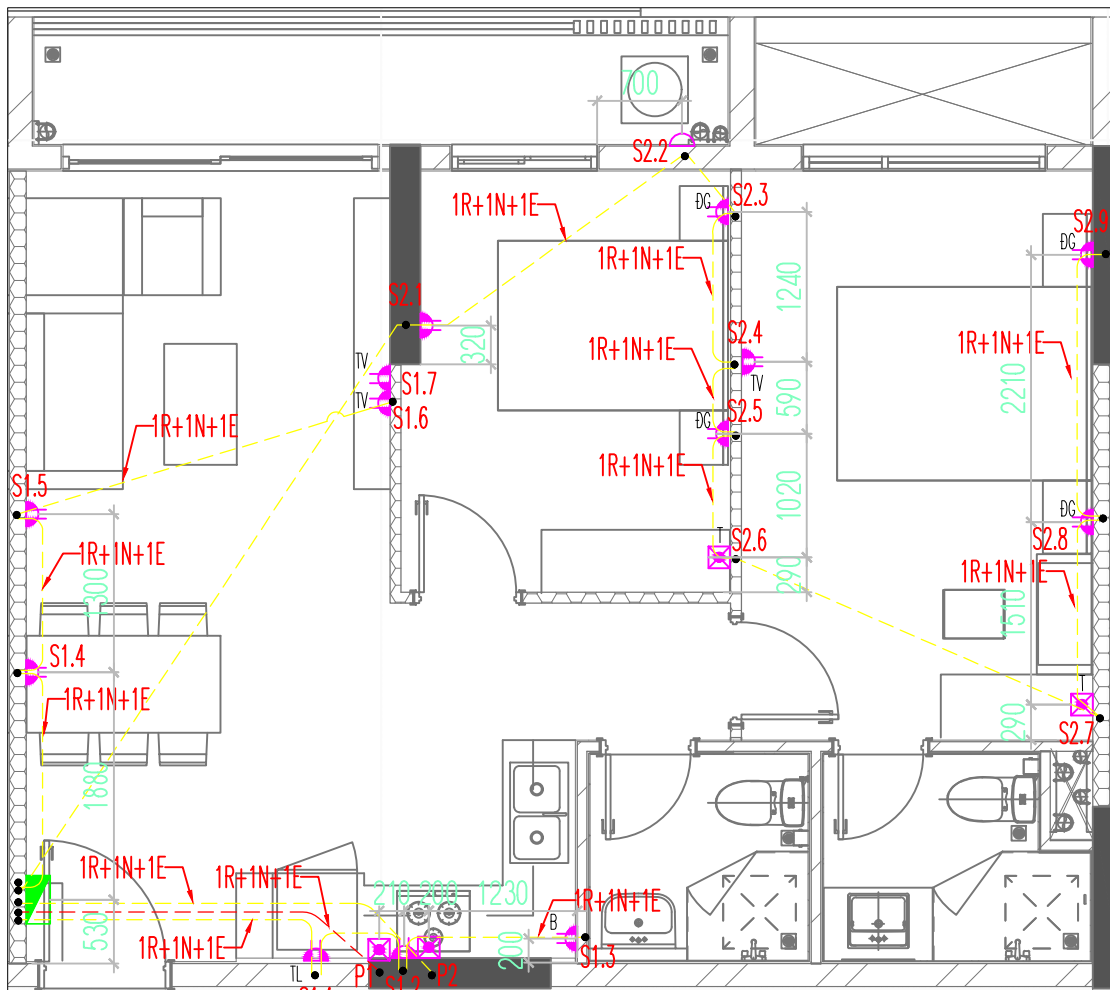 700
S2.2
1R+1N+1E
ĐG
S2.3
S2.9
ĐG
1R+1N+1E
1240
S2.1
320
S2.4
1R+1N+1E
1R+1N+1E
2210
TV
S1.7
TV
TV
S1.6
S2.5
590
ĐG
1R+1N+1E
1R+1N+1E
1020
S1.5
ĐG
S2.8
T
S2.6
290
1R+1N+1E
1300
1R+1N+1E
1510
S1.4
1R+1N+1E
T
S2.7
290
1880
1R+1N+1E
1R+1N+1E
210
200
1230
1R+1N+1E
530
1R+1N+1E
B
200
S1.3
TL
P1
S1.2
P2
S1.1